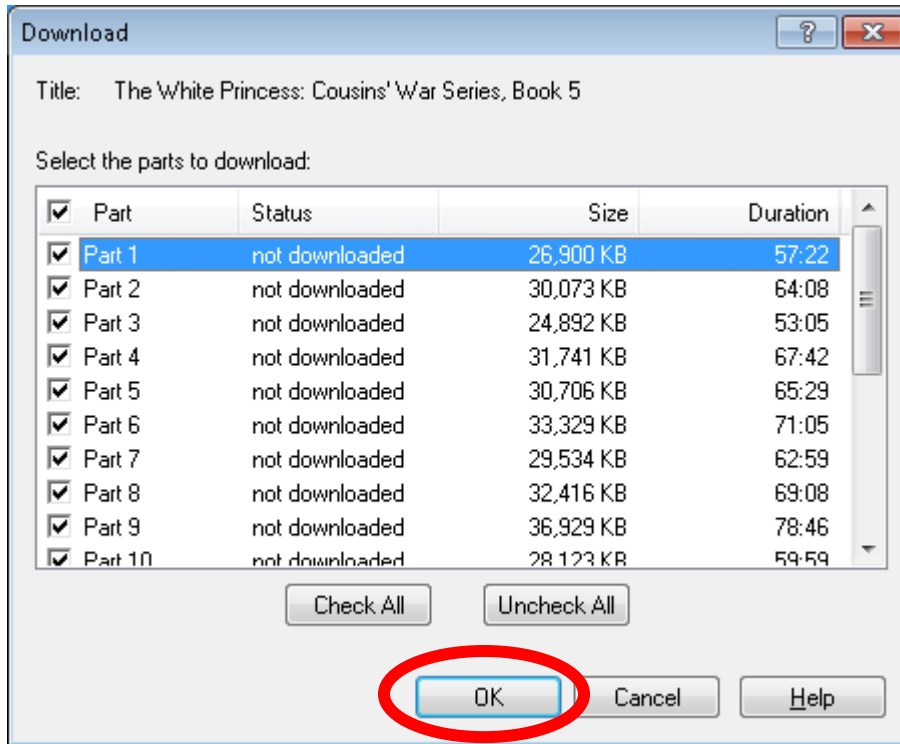 Download
Title: The White Princess: Cousins' War Series, Book 5
Select the parts to download:
Part Status Size Duration
Part 1 not downloaded 26,900 KB 57:22
Part 2 not downloaded 30,073 KB 64:08
Part 3 not downloaded 24,892 KB 53:05
Part 4 not downloaded 31,741 KB 67:42
Part 5 not downloaded 30,706 KB 65:29
Part 6 not downloaded 33,329 KB 71:05
Part 7 not downloaded 29,534 KB 62:59
Part 8 not downloaded 32,416 KB 69:08
Part 9 not downloaded 36,929 KB 78:46
Part 10 not downloaded 28,123 KB 59:59
Check All Uncheck All
OK Cancel Help